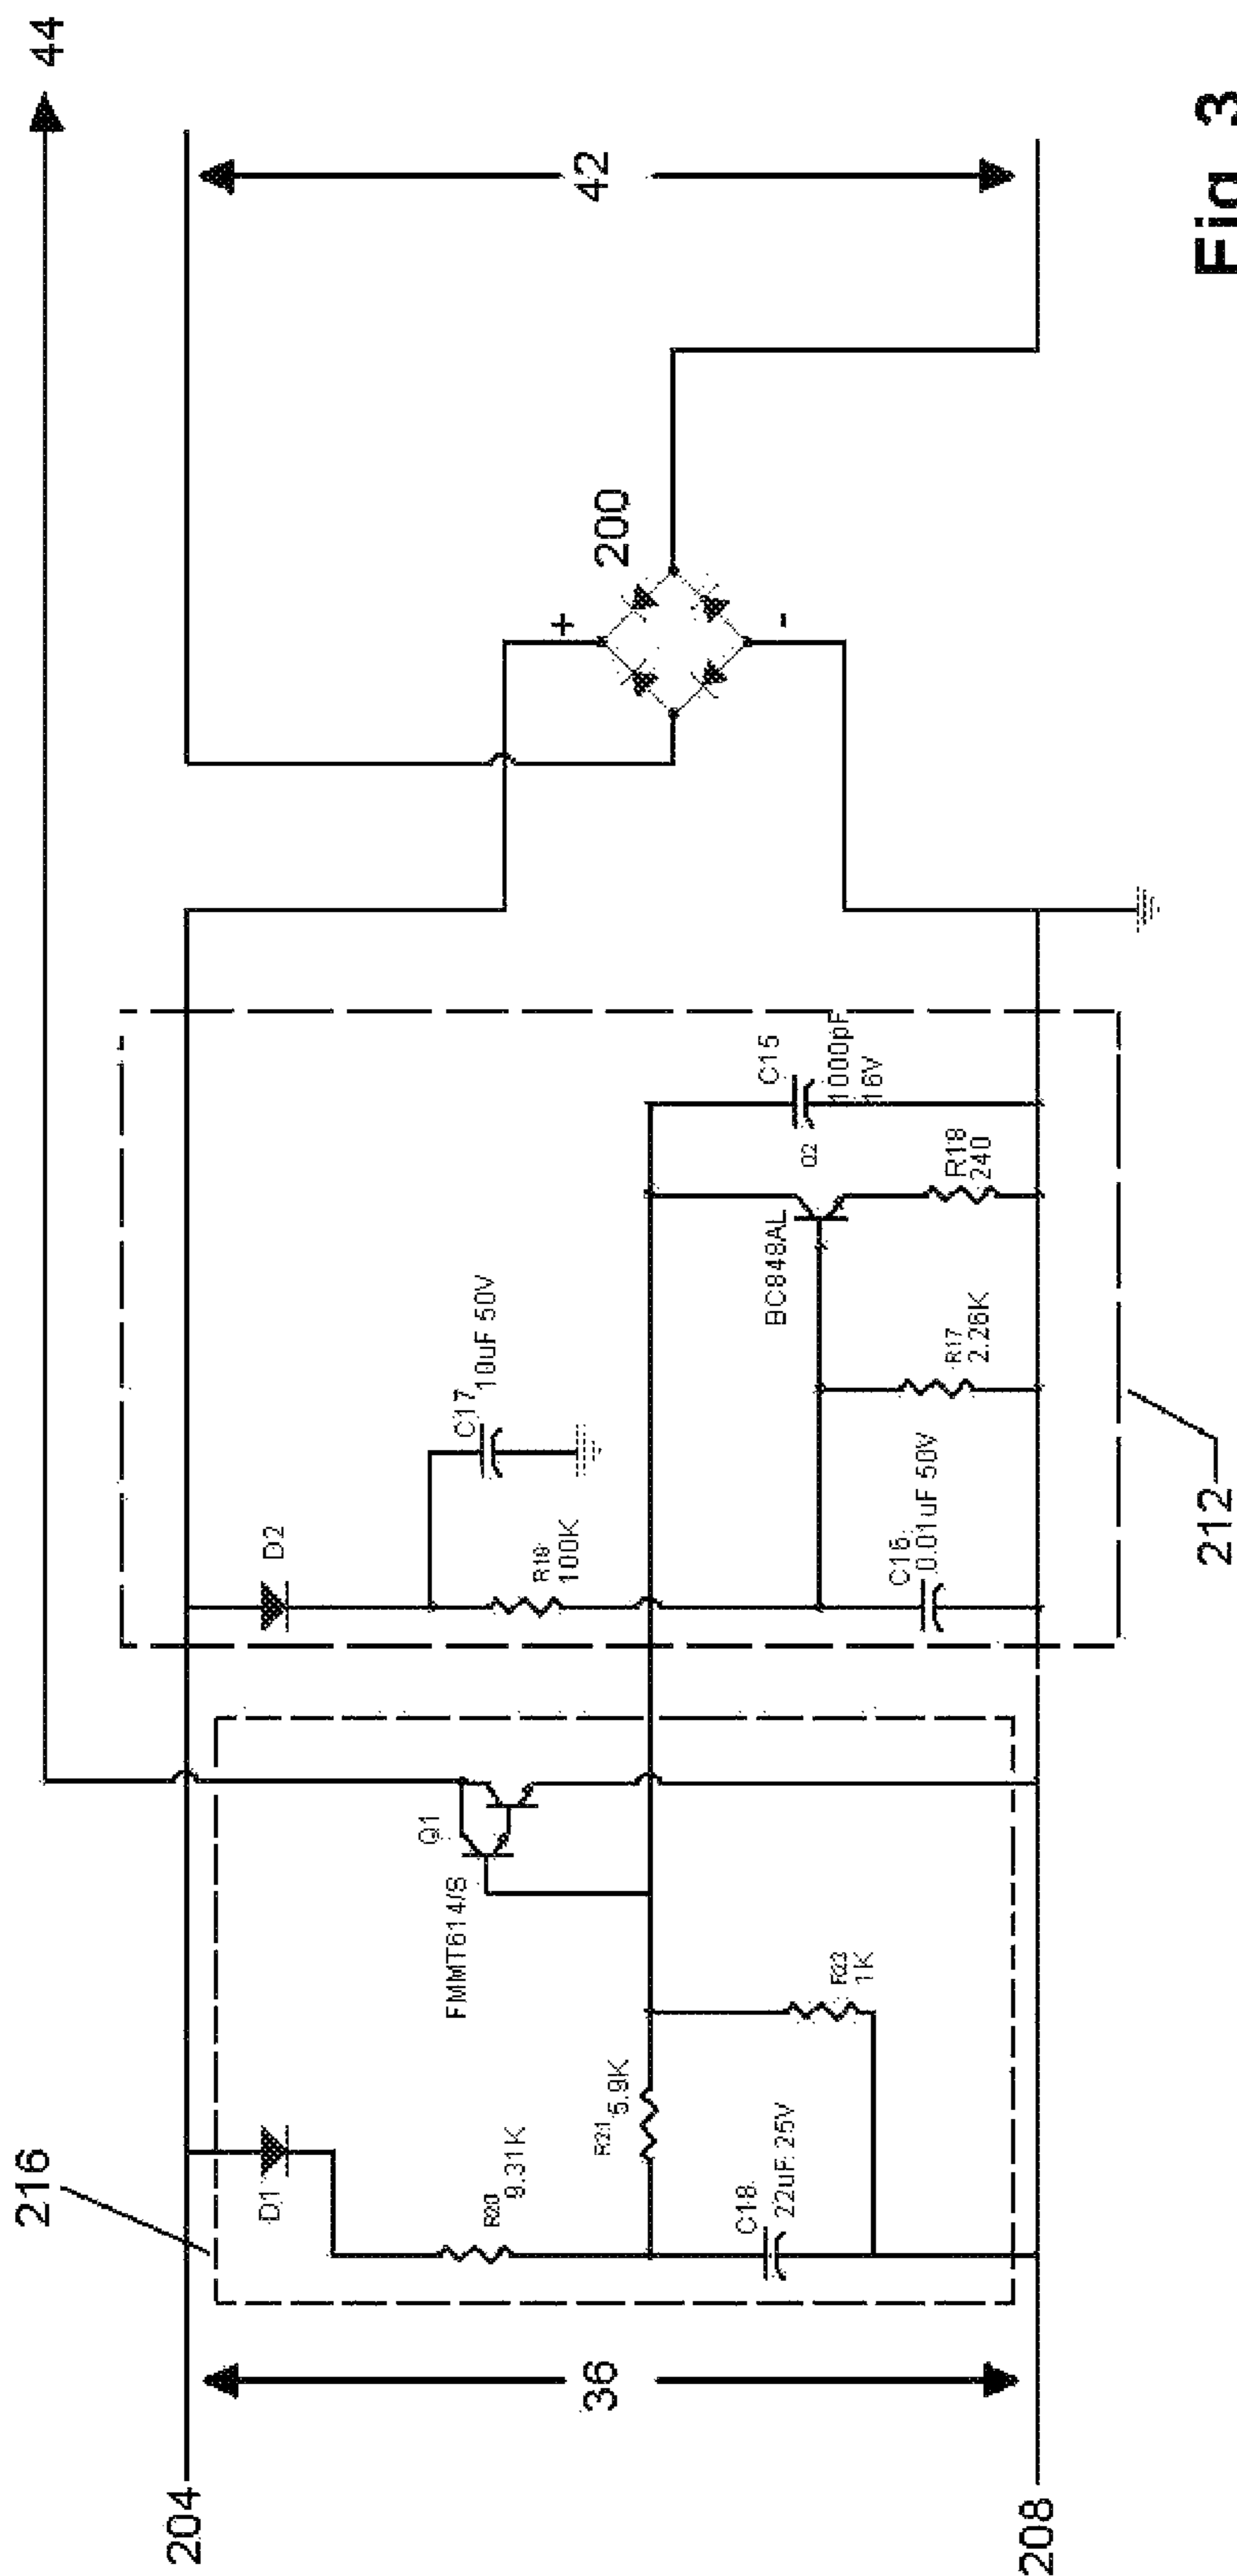 44
42
200
+
-
C15
1000pF
16V
Q2
BC848AL
R18
240
R17
2.26K
C17
10uF 50V
D2
R19
100K
C16
0.01uF 50V
212
Q1
FMMT614/S
216
D1
R20
9.31K
R21
5.9K
R22
1K
C18
22uF 25V
36
204
208
Fig. 3